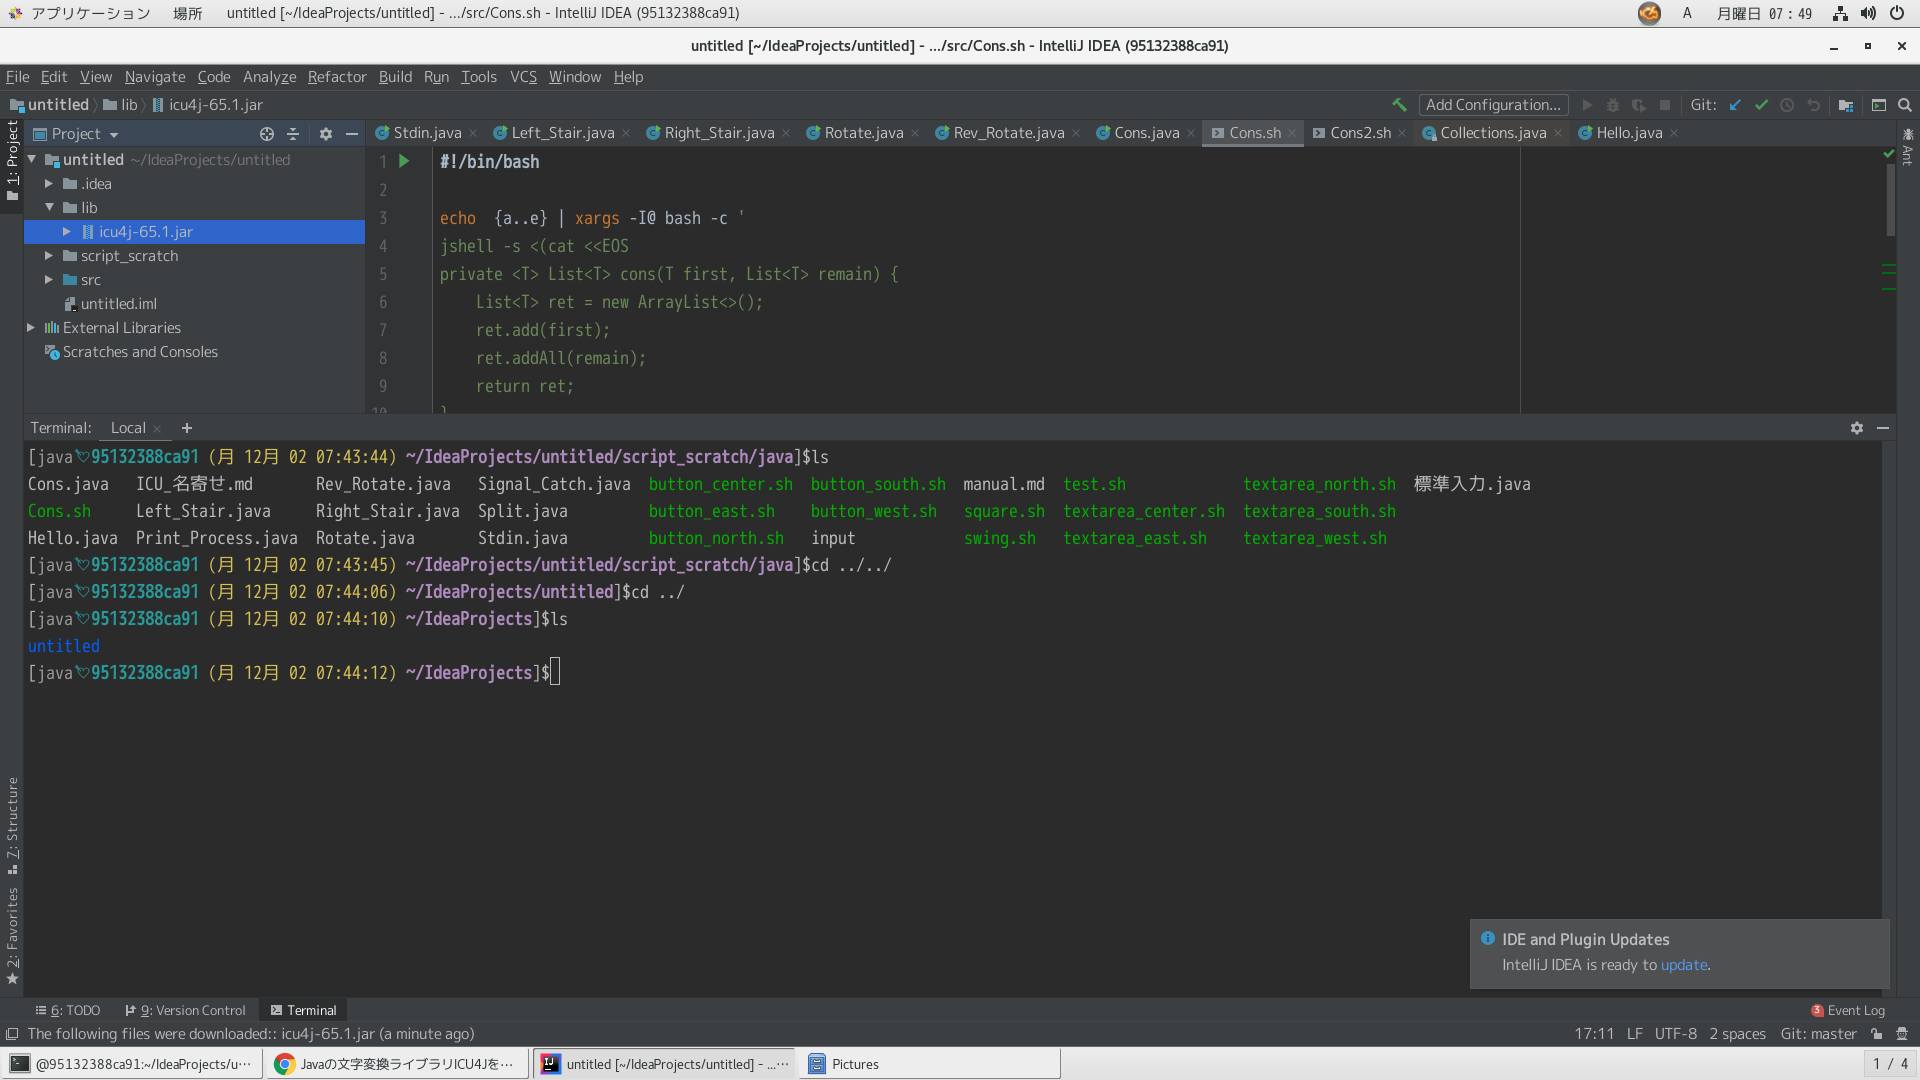 アプリケーション 場所 untitled [~/IdeaProjects/untitled] - .../src/Cons.sh - IntelliJ IDEA (95132388ca91) A 月曜日 07 : 49
untitled [~/IdeaProjects/untitled] - .../src/Cons.sh - IntelliJ IDEA (95132388ca91)
File Edit View Navigate Code Analyze Refactor Build Run Tools VCS Window Help
untitled lib icu4j-65.1.jar Add Configuration... Git:
Project Stdin.java Left_Stair.java Right_Stair.java Rotate.java Rev_Rotate.java Cons.java Cons.sh Cons2.sh Collections.java Hello.java
1: Project
Ant
untitled ~/IdeaProjects/untitled
.idea
lib
icu4j-65.1.jar
script_scratch
src
untitled.iml
External Libraries
Scratches and Consoles
1 #!/bin/bash
2
3 echo  {a..e} | xargs -I@ bash -c '
4 jshell -s <(cat <<EOS
5 private <T> List<T> cons(T first, List<T> remain) {
6     List<T> ret = new ArrayList<>();
7     ret.add(first);
8     ret.addAll(remain);
9     return ret;
10 }
Terminal: Local +
[java95132388ca91 (月 12月 02 07:43:44) ~/IdeaProjects/untitled/script_scratch/java]$ls
Cons.java ICU_名寄せ.md Rev_Rotate.java Signal_Catch.java button_center.sh button_south.sh manual.md test.sh textarea_north.sh 標準入力.java
Cons.sh Left_Stair.java Right_Stair.java Split.java button_east.sh button_west.sh square.sh textarea_center.sh textarea_south.sh
Hello.java Print_Process.java Rotate.java Stdin.java button_north.sh input swing.sh textarea_east.sh textarea_west.sh
[java95132388ca91 (月 12月 02 07:43:45) ~/IdeaProjects/untitled/script_scratch/java]$cd ../../
[java95132388ca91 (月 12月 02 07:44:06) ~/IdeaProjects/untitled]$cd ../
[java95132388ca91 (月 12月 02 07:44:10) ~/IdeaProjects]$ls
untitled
[java95132388ca91 (月 12月 02 07:44:12) ~/IdeaProjects]$
7: Structure
2: Favorites
IDE and Plugin Updates
IntelliJ IDEA is ready to update.
6: TODO 9: Version Control Terminal 3 Event Log
The following files were downloaded:: icu4j-65.1.jar (a minute ago) 17:11 LF UTF-8 2 spaces Git: master
@95132388ca91:~/IdeaProjects/u… Javaの文字変換ライブラリICU4Jを… untitled [~/IdeaProjects/untitled] - ...… Pictures 1 / 4